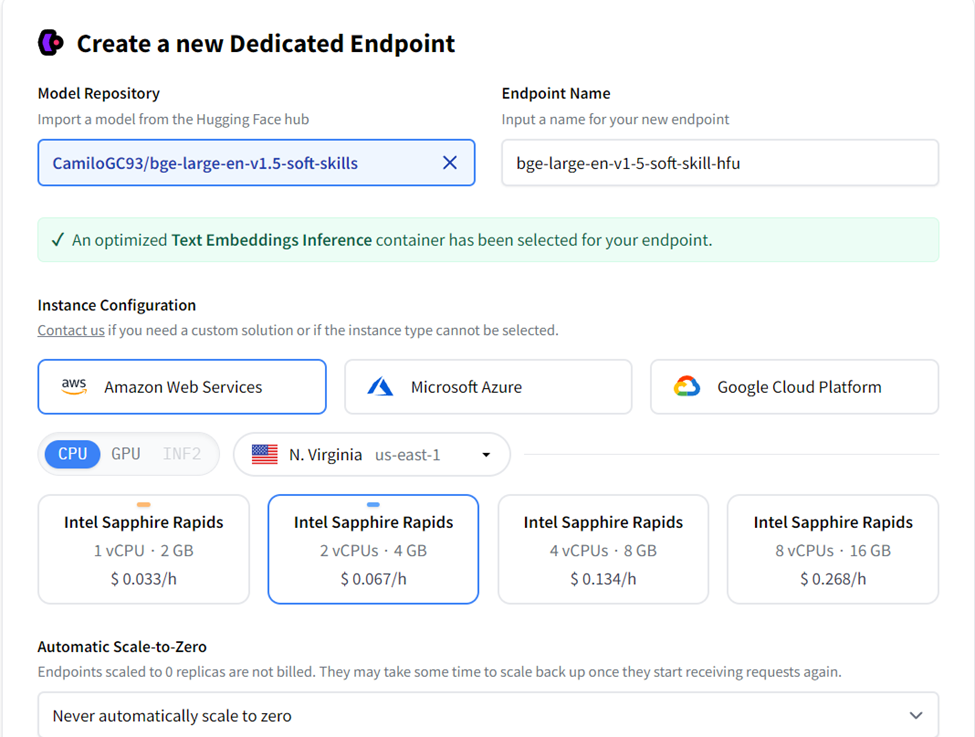 Create a new Dedicated Endpoint
Model Repository
Import a model from the Hugging Face hub
CamiloGC93/bge-large-en-v1.5-soft-skills
Endpoint Name
Input a name for your new endpoint
bge-large-en-v1-5-soft-skill-hfu
✓ An optimized Text Embeddings Inference container has been selected for your endpoint.
Instance Configuration
Contact us if you need a custom solution or if the instance type cannot be selected.
aws Amazon Web Services
Microsoft Azure
Google Cloud Platform
CPU GPU INF2
N. Virginia us-east-1
Intel Sapphire Rapids
1 vCPU · 2 GB
$ 0.033/h
Intel Sapphire Rapids
2 vCPUs · 4 GB
$ 0.067/h
Intel Sapphire Rapids
4 vCPUs · 8 GB
$ 0.134/h
Intel Sapphire Rapids
8 vCPUs · 16 GB
$ 0.268/h
Automatic Scale-to-Zero
Endpoints scaled to 0 replicas are not billed. They may take some time to scale back up once they start receiving requests again.
Never automatically scale to zero